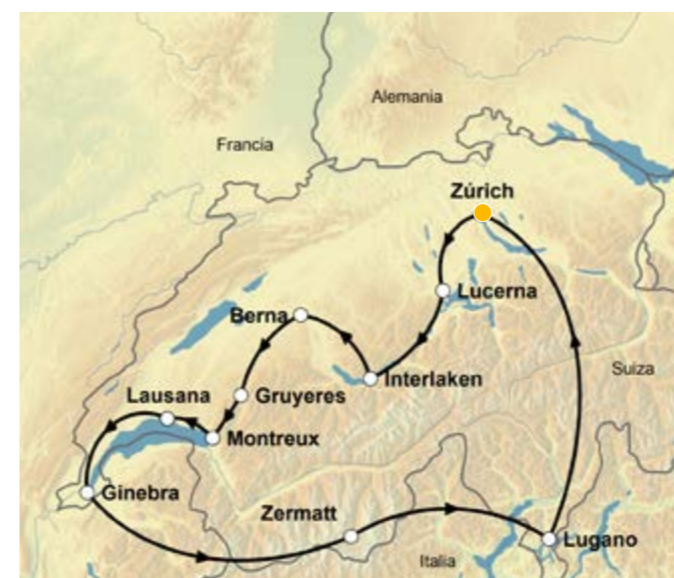 Alemania
Francia
Zúrich
Lucerna
Berna
Suiza
Interlaken
Lausana
Gruyeres
Montreux
Ginebra
Zermatt
Lugano
Italia